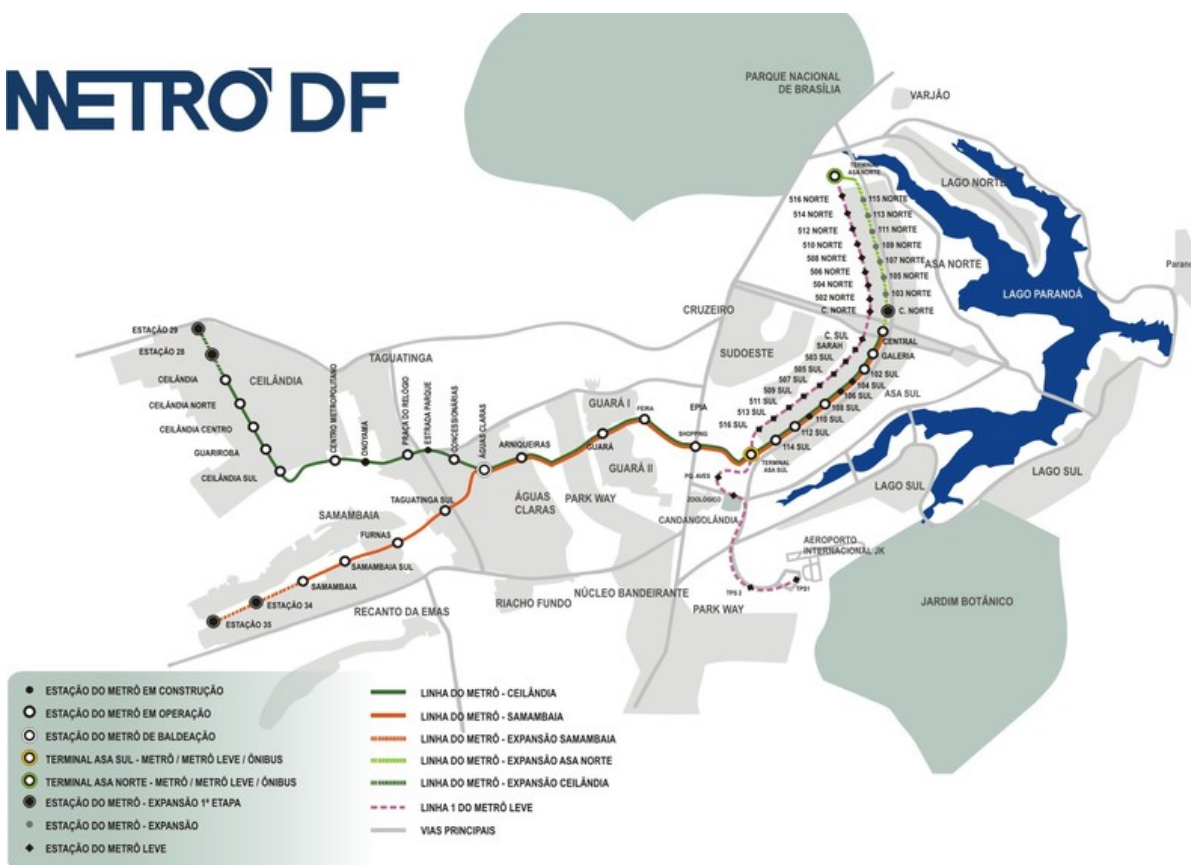 METRÔ DF
PARQUE NACIONAL
DE BRASÍLIA
VARJÃO
TERMINAL
ASA NORTE
LAGO NORTE
516 NORTE
115 NORTE
514 NORTE
113 NORTE
512 NORTE
111 NORTE
510 NORTE
109 NORTE
508 NORTE
107 NORTE
ASA NORTE
506 NORTE
105 NORTE
504 NORTE
103 NORTE
502 NORTE
C. NORTE
C. NORTE
LAGO PARANOÁ
Parano
CRUZEIRO
SUDOESTE
C. SUL
SARAH
CENTRAL
GALERIA
503 SUL
102 SUL
505 SUL
104 SUL
507 SUL
106 SUL
509 SUL
108 SUL
ASA SUL
511 SUL
110 SUL
513 SUL
112 SUL
516 SUL
114 SUL
TERMINAL
ASA SUL
ESTAÇÃO 29
ESTAÇÃO 28
CEILÂNDIA
CEILÂNDIA
CEILÂNDIA NORTE
CEILÂNDIA CENTRO
GUARIROBA
CEILÂNDIA SUL
TAGUATINGA
CENTRO METROPOLITANO
ONOYAMA
PRAÇA DO RELÓGIO
ESTRADA PARQUE
CONCESSIONÁRIAS
ÁGUAS CLARAS
ARNIQUEIRAS
GUARÁ I
GUARÁ
FEIRA
EPIA
SHOPPING
GUARÁ II
ÁGUAS
CLARAS
PARK WAY
PQ. AVES
ZOOLÓGICO
CANDANGOLÂNDIA
LAGO SUL
LAGO SUL
TAGUATINGA SUL
SAMAMBAIA
FURNAS
SAMAMBAIA SUL
SAMAMBAIA
ESTAÇÃO 34
ESTAÇÃO 35
RECANTO DA EMAS
RIACHO FUNDO
NÚCLEO BANDEIRANTE
AEROPORTO
INTERNACIONAL JK
TPS 2
TPS1
PARK WAY
JARDIM BOTÂNICO
ESTAÇÃO DO METRÔ EM CONSTRUÇÃO
ESTAÇÃO DO METRÔ EM OPERAÇÃO
ESTAÇÃO DO METRÔ DE BALDEAÇÃO
TERMINAL ASA SUL - METRÔ / METRÔ LEVE / ÔNIBUS
TERMINAL ASA NORTE - METRÔ / METRÔ LEVE / ÔNIBUS
ESTAÇÃO DO METRÔ - EXPANSÃO 1ª ETAPA
ESTAÇÃO DO METRÔ - EXPANSÃO
ESTAÇÃO DO METRÔ LEVE
LINHA DO METRÔ - CEILÂNDIA
LINHA DO METRÔ - SAMAMBAIA
LINHA DO METRÔ - EXPANSÃO SAMAMBAIA
LINHA DO METRÔ - EXPANSÃO ASA NORTE
LINHA DO METRÔ - EXPANSÃO CEILÂNDIA
LINHA 1 DO METRÔ LEVE
VIAS PRINCIPAIS